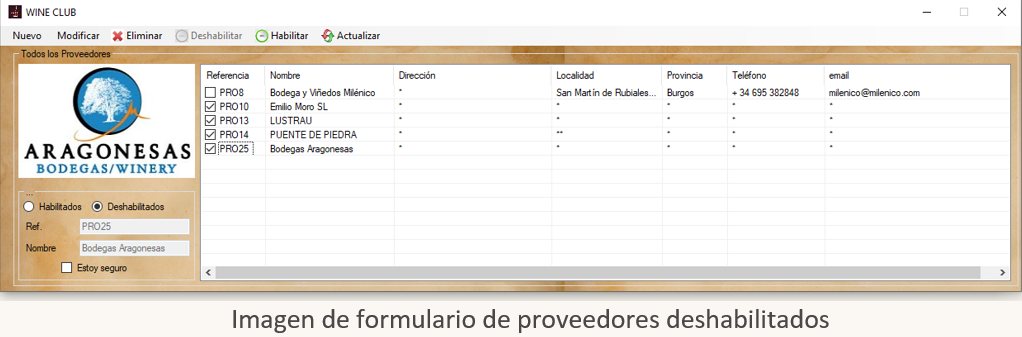 WINE CLUB
Nuevo Modificar Eliminar Deshabilitar Habilitar Actualizar
Todos los Proveedores
ARAGONESAS
BODEGAS/WINERY
Referencia Nombre Dirección Localidad Provincia Teléfono email
PRO8 Bodega y Viñedos Milénico * San Martín de Rubiales... Burgos + 34 695 382848 milenico@milenico.com
PRO10 Emilio Moro SL * * * * *
PRO13 LUSTRAU * * * * *
PRO14 PUENTE DE PIEDRA * ** * * *
PRO25 Bodegas Aragonesas * * * * *
...
Habilitados Deshabilitados
Ref. PRO25
Nombre Bodegas Aragonesas
Estoy seguro
Imagen de formulario de proveedores deshabilitados